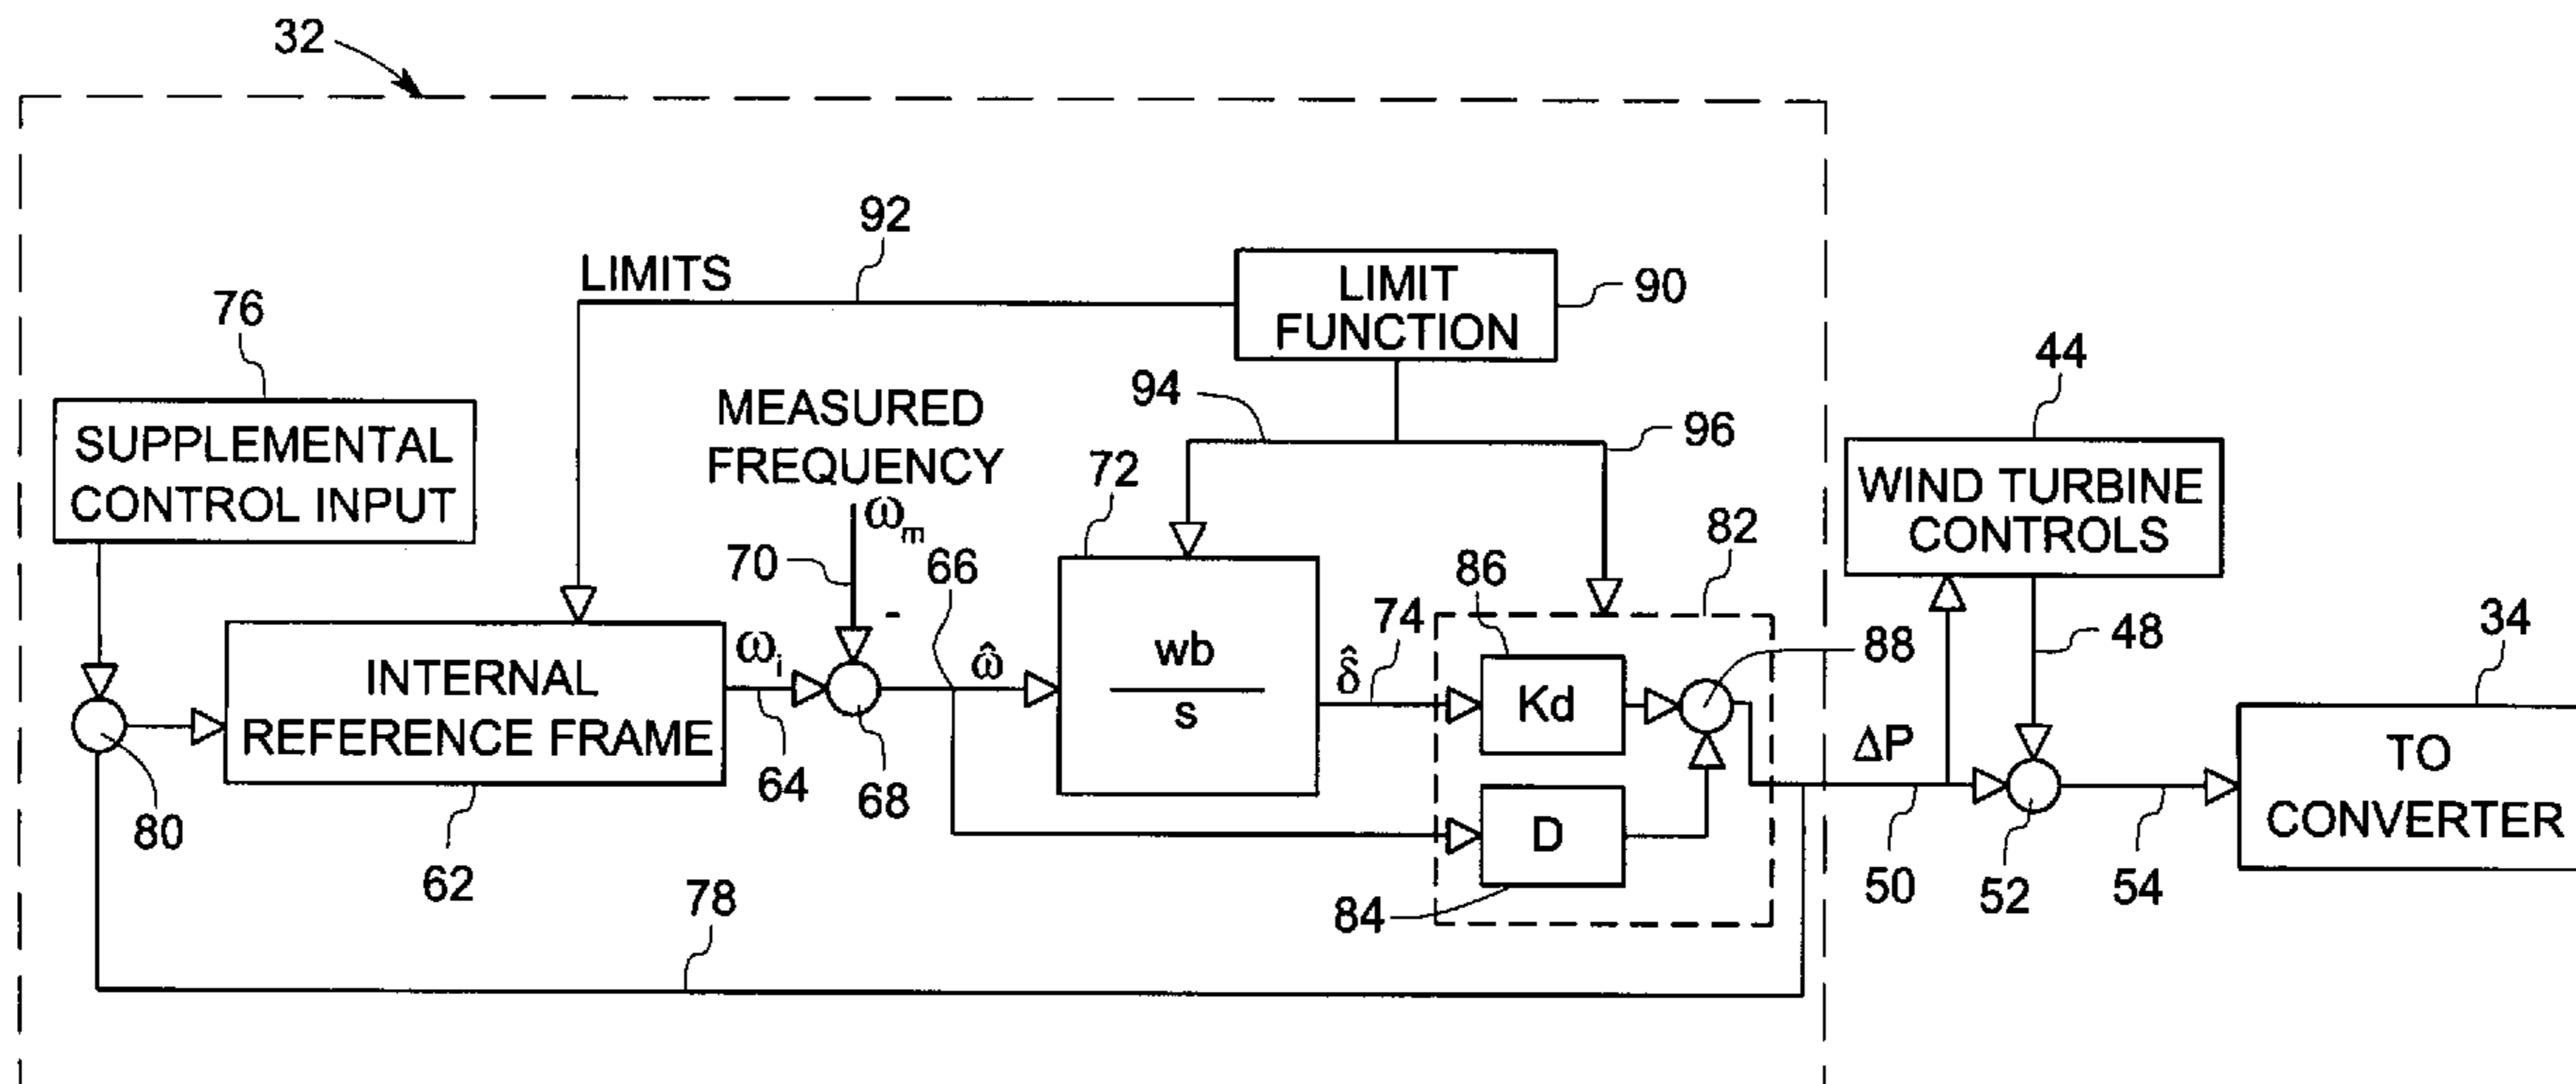 32
92
LIMITS
LIMIT
FUNCTION
90
76
SUPPLEMENTAL
CONTROL INPUT
MEASURED
FREQUENCY
ωm
70
-
94
96
72
66
wb
s
82
86
74
Kd
88
D
84
44
WIND TURBINE
CONTROLS
48
34
TO
CONVERTER
INTERNAL
REFERENCE FRAME
ωi
ω̂
δ̂
ΔP
80
62
64
68
78
50
52
54